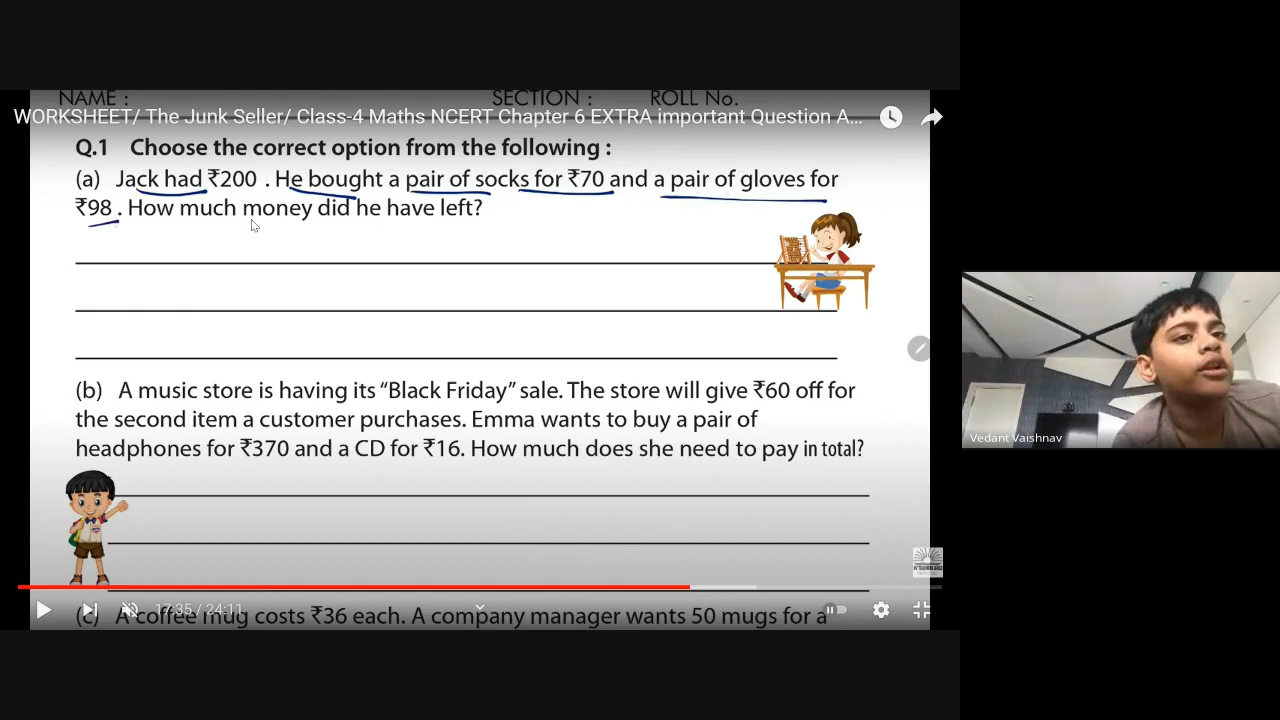 NAME : SECTION : ROLL No.
WORKSHEET/ The Junk Seller/ Class-4 Maths NCERT Chapter 6 EXTRA important Question A...
Q.1 Choose the correct option from the following :
(a) Jack had ₹200 . He bought a pair of socks for ₹70 and a pair of gloves for
₹98 . How much money did he have left?
(b) A music store is having its “Black Friday” sale. The store will give ₹60 off for
the second item a customer purchases. Emma wants to buy a pair of
headphones for ₹370 and a CD for ₹16. How much does she need to pay in total?
Vedant Vaishnav
/ 24:11
(c) A coffee mug costs ₹36 each. A company manager wants 50 mugs for a